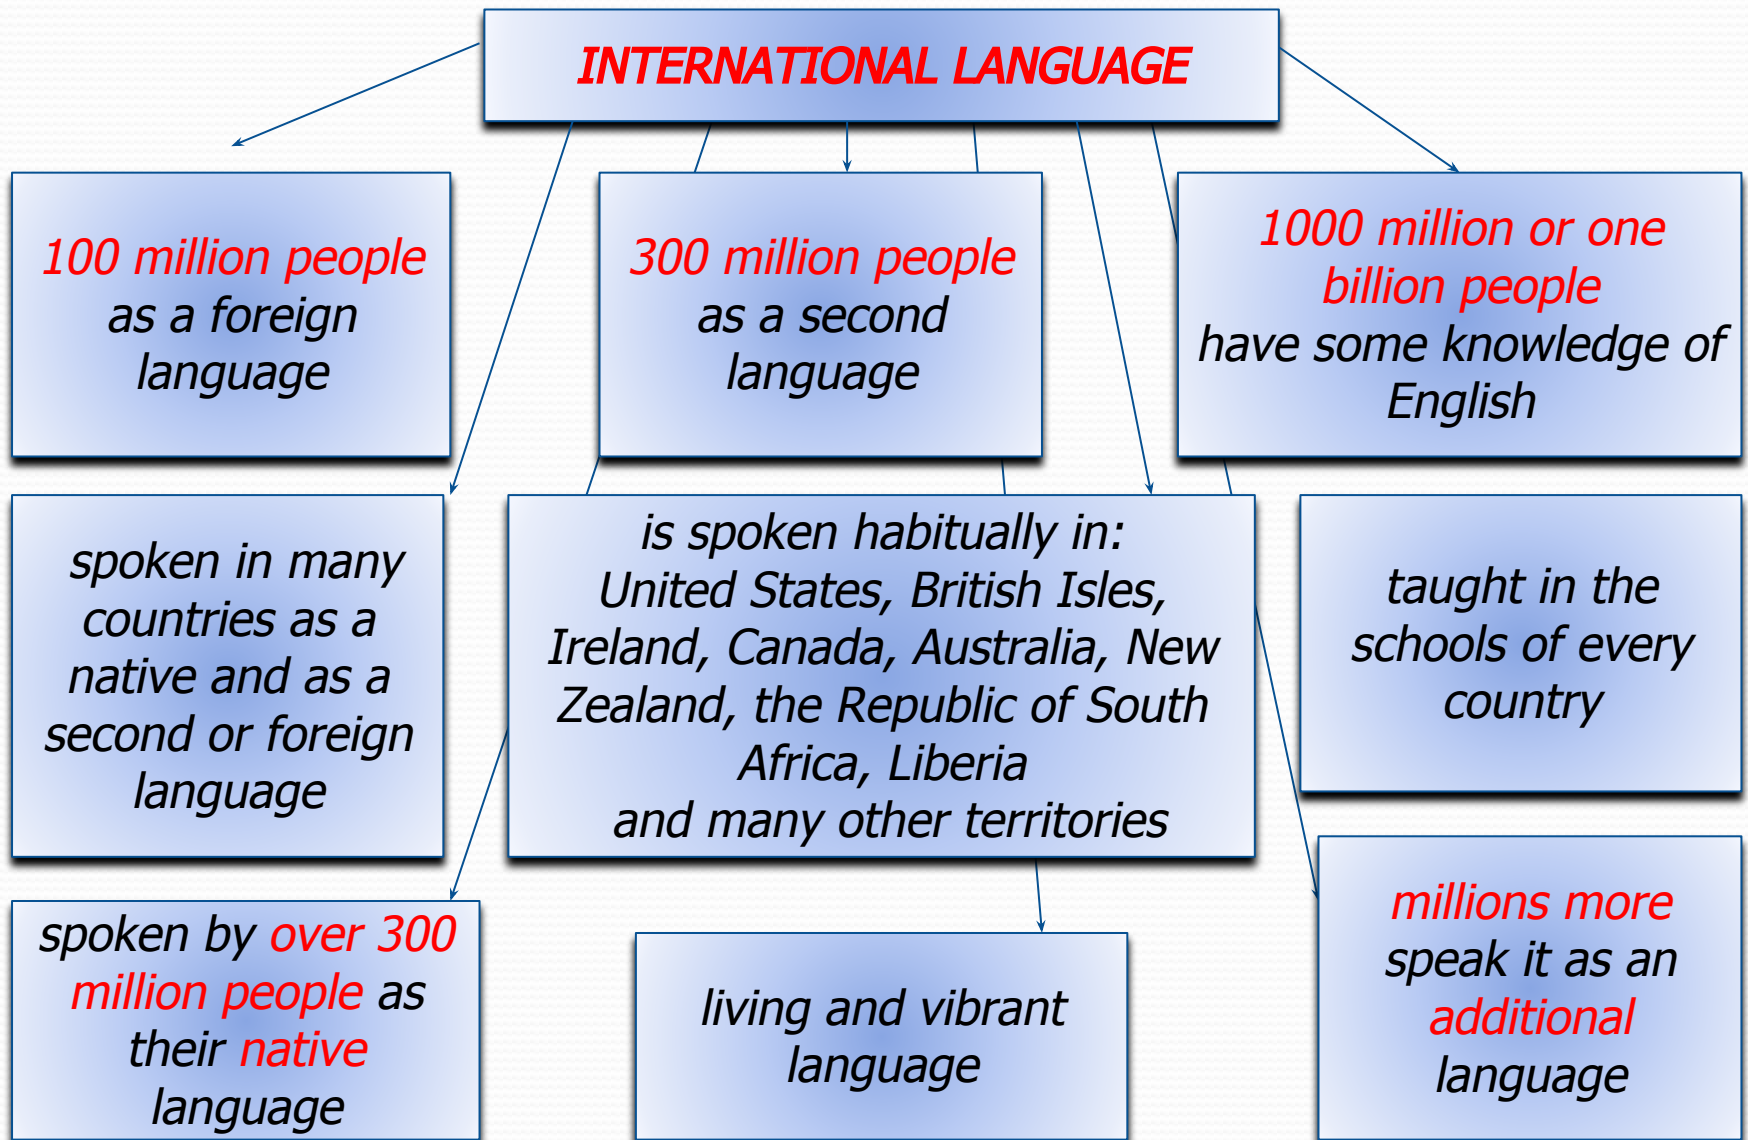 INTERNATIONAL LANGUAGE
100 million people
as a foreign
language
300 million people
as a second
language
1000 million or one
billion people
have some knowledge of
English
spoken in many
countries as a
native and as a
second or foreign
language
is spoken habitually in:
United States, British Isles,
Ireland, Canada, Australia, New
Zealand, the Republic of South
Africa, Liberia
and many other territories
taught in the
schools of every
country
spoken by over 300
million people as
their native
language
living and vibrant
language
millions more
speak it as an
additional
language